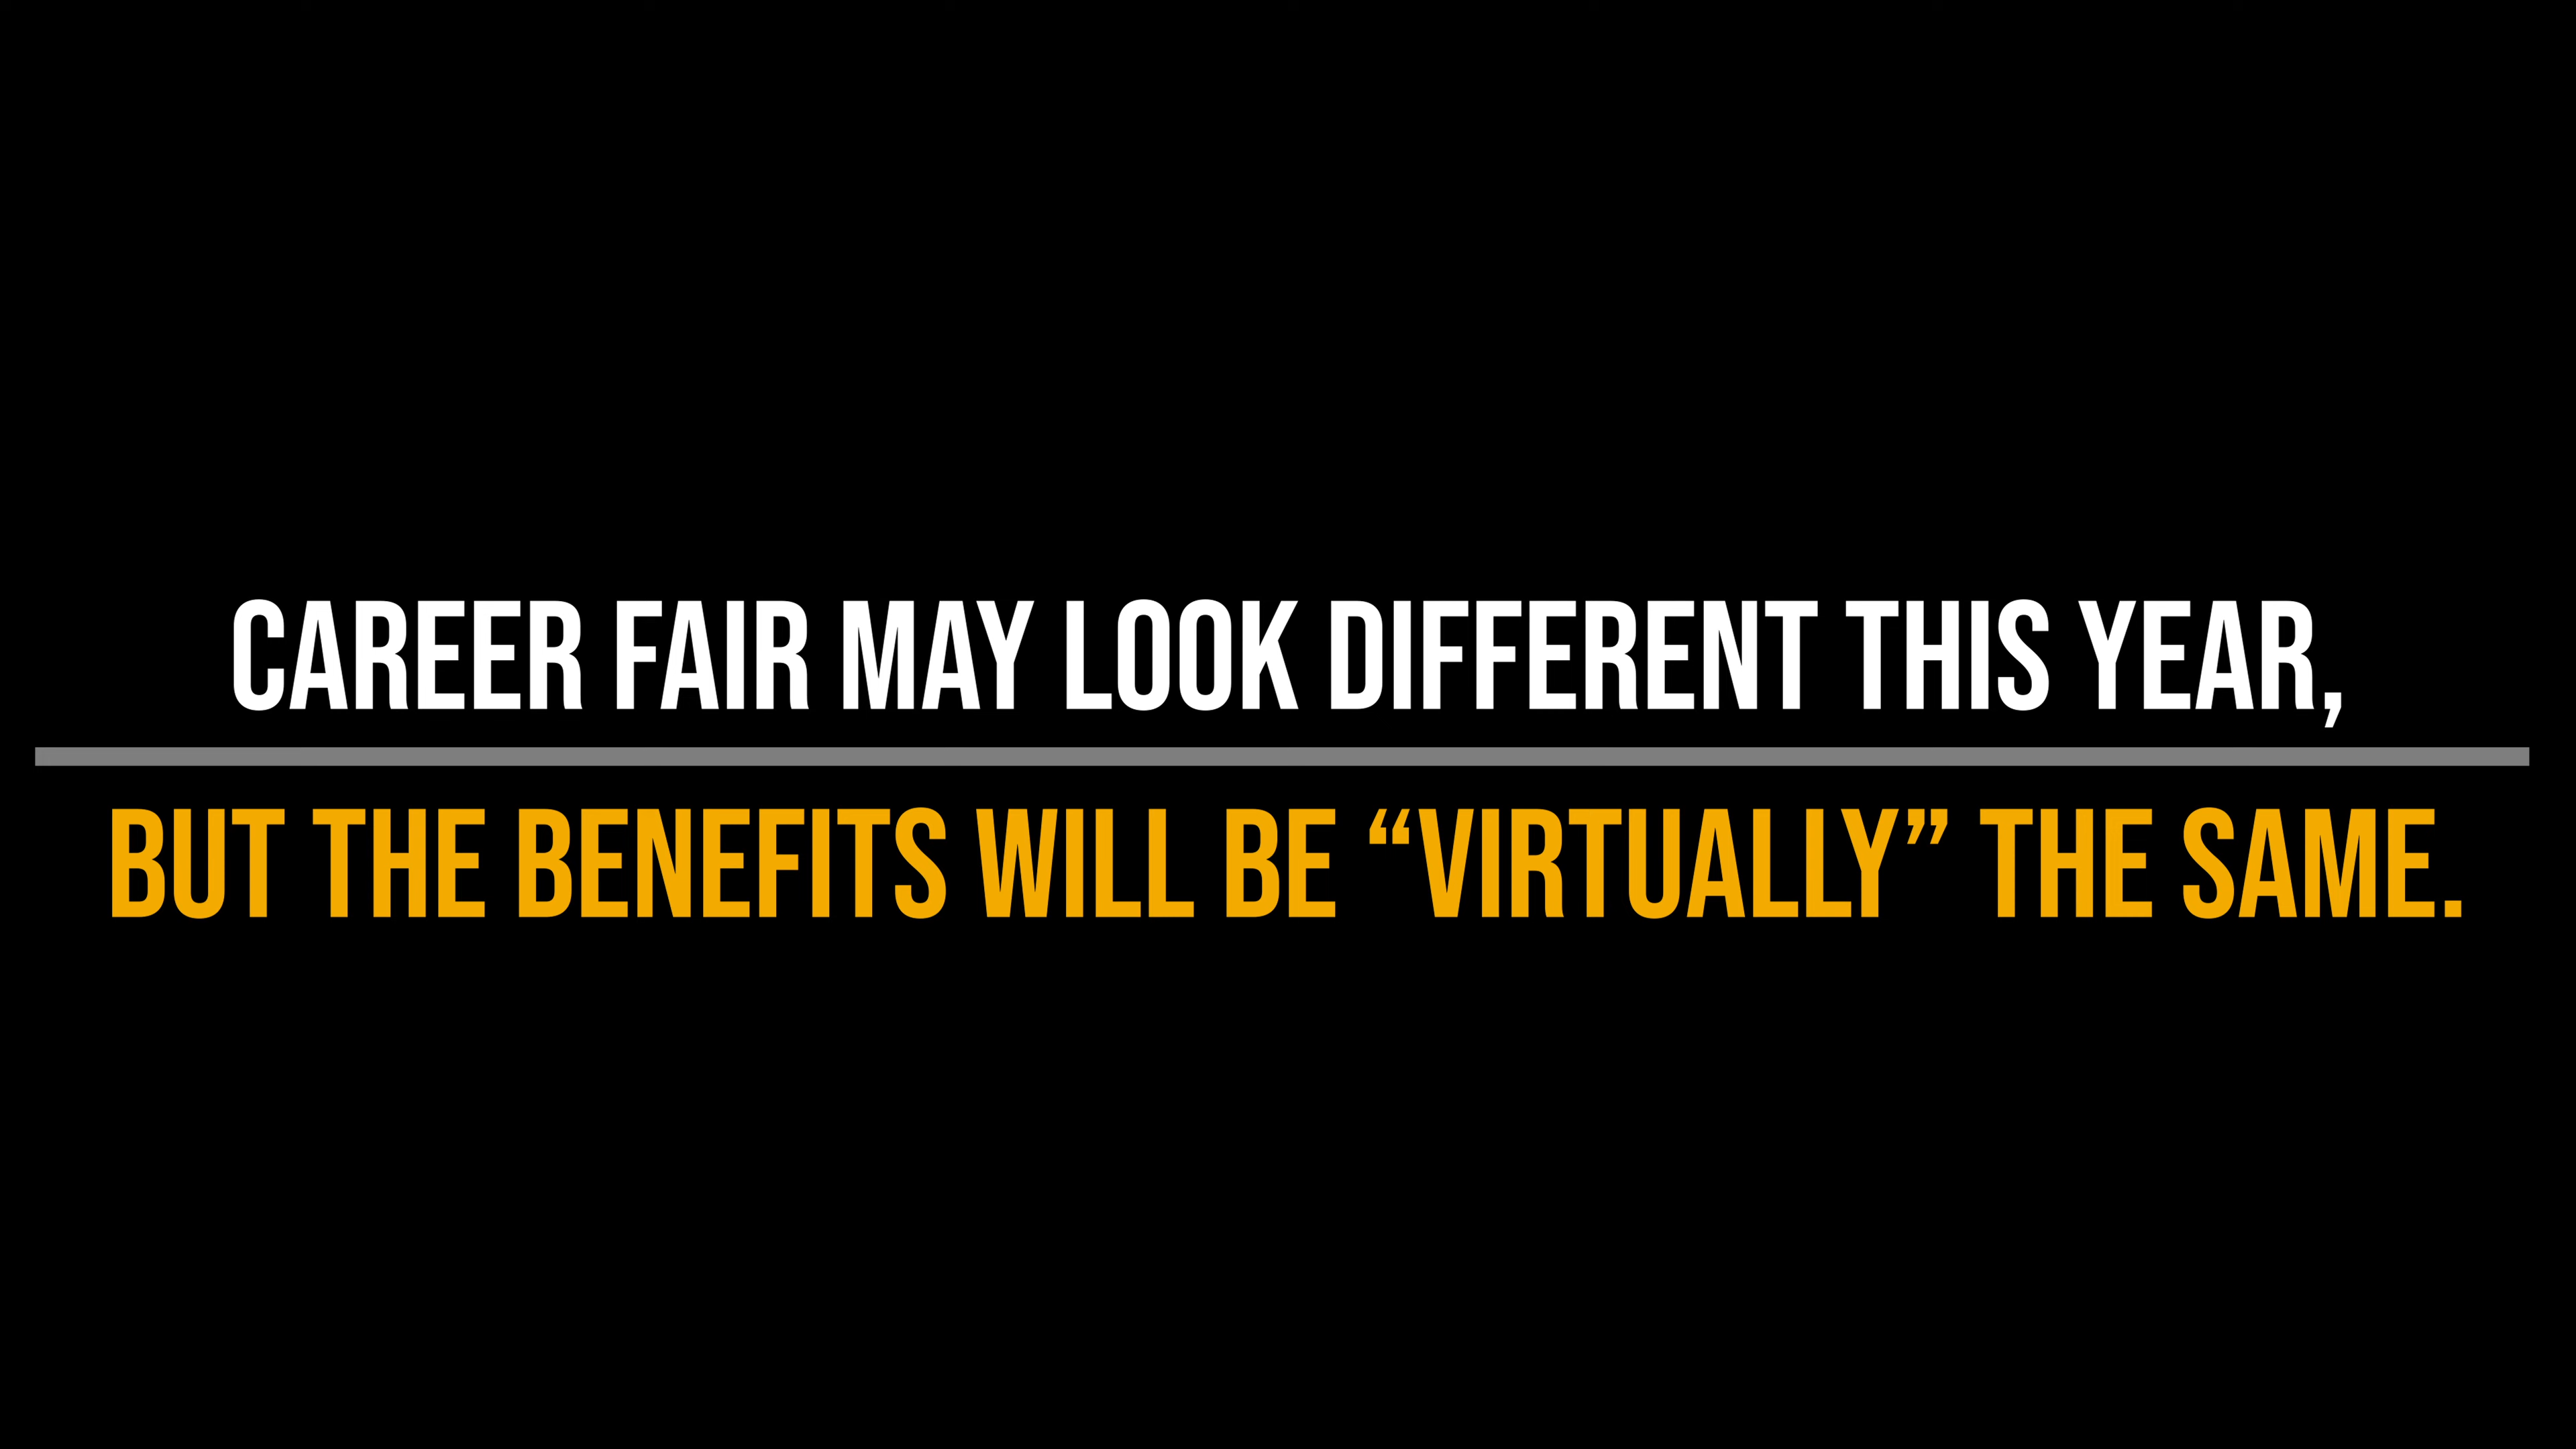 CAREER FAIR MAY LOOK DIFFERENT THIS YEAR,
BUT THE BENEFITS WILL BE “VIRTUALLY” THE SAME.